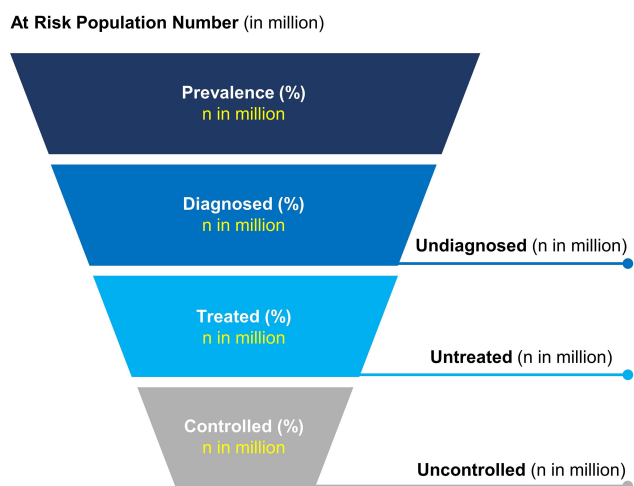 At Risk Population Number (in million)
Prevalence (%)
n in million
Diagnosed (%)
n in million
Undiagnosed (n in million)
Treated (%)
n in million
Untreated (n in million)
Controlled (%)
n in million
Uncontrolled (n in million)